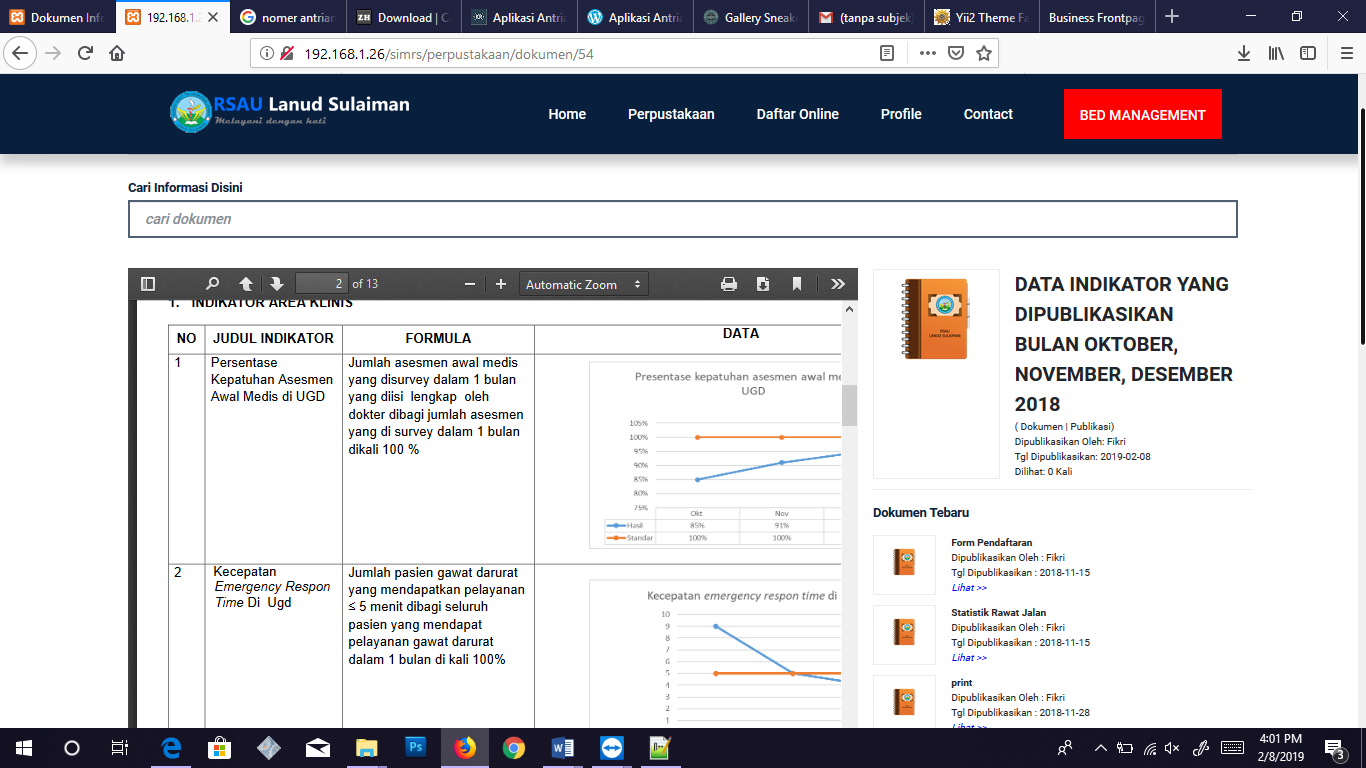 Dokumen Info
192.168.1.2
nomer antrian
Download | C
Aplikasi Antria
Aplikasi Antria
Gallery Sneake
(tanpa subjek)
Yii2 Theme Fa
Business Frontpag
192.168.1.26/simrs/perpustakaan/dokumen/54
RSAU Lanud Sulaiman
Melayani dengan hati
Home
Perpustakaan
Daftar Online
Profile
Contact
BED MANAGEMENT
Cari Informasi Disini
cari dokumen
2 of 13
Automatic Zoom
1. INDIKATOR AREA KLINIS
NO
JUDUL INDIKATOR
FORMULA
DATA
1
Persentase
Kepatuhan Asesmen
Awal Medis di UGD
Jumlah asesmen awal medis
yang disurvey dalam 1 bulan
yang diisi lengkap oleh
dokter dibagi jumlah asesmen
yang di survey dalam 1 bulan
dikali 100 %
Presentase kepatuhan asesmen awal me
UGD
105%
100%
95%
90%
85%
80%
75%
Okt
Nov
Hasil
85%
91%
Standar
100%
100%
2
Kecepatan
Emergency Respon
Time Di Ugd
Jumlah pasien gawat darurat
yang mendapatkan pelayanan
≤ 5 menit dibagi seluruh
pasien yang mendapat
pelayanan gawat darurat
dalam 1 bulan di kali 100%
Kecepatan emergency respon time di
10
9
8
7
6
5
4
3
2
1
RSAU
LANUD SULAIMAN
DATA INDIKATOR YANG
DIPUBLIKASIKAN
BULAN OKTOBER,
NOVEMBER, DESEMBER
2018
( Dokumen | Publikasi)
Dipublikasikan Oleh: Fikri
Tgl Dipublikasikan: 2019-02-08
Dilihat: 0 Kali
Dokumen Tebaru
Form Pendaftaran
Dipublikasikan Oleh : Fikri
Tgl Dipublikasikan : 2018-11-15
Lihat >>
Statistik Rawat Jalan
Dipublikasikan Oleh : Fikri
Tgl Dipublikasikan : 2018-11-15
Lihat >>
print
Dipublikasikan Oleh : Fikri
Tgl Dipublikasikan : 2018-11-28
Lihat >>
4:01 PM
2/8/2019
3